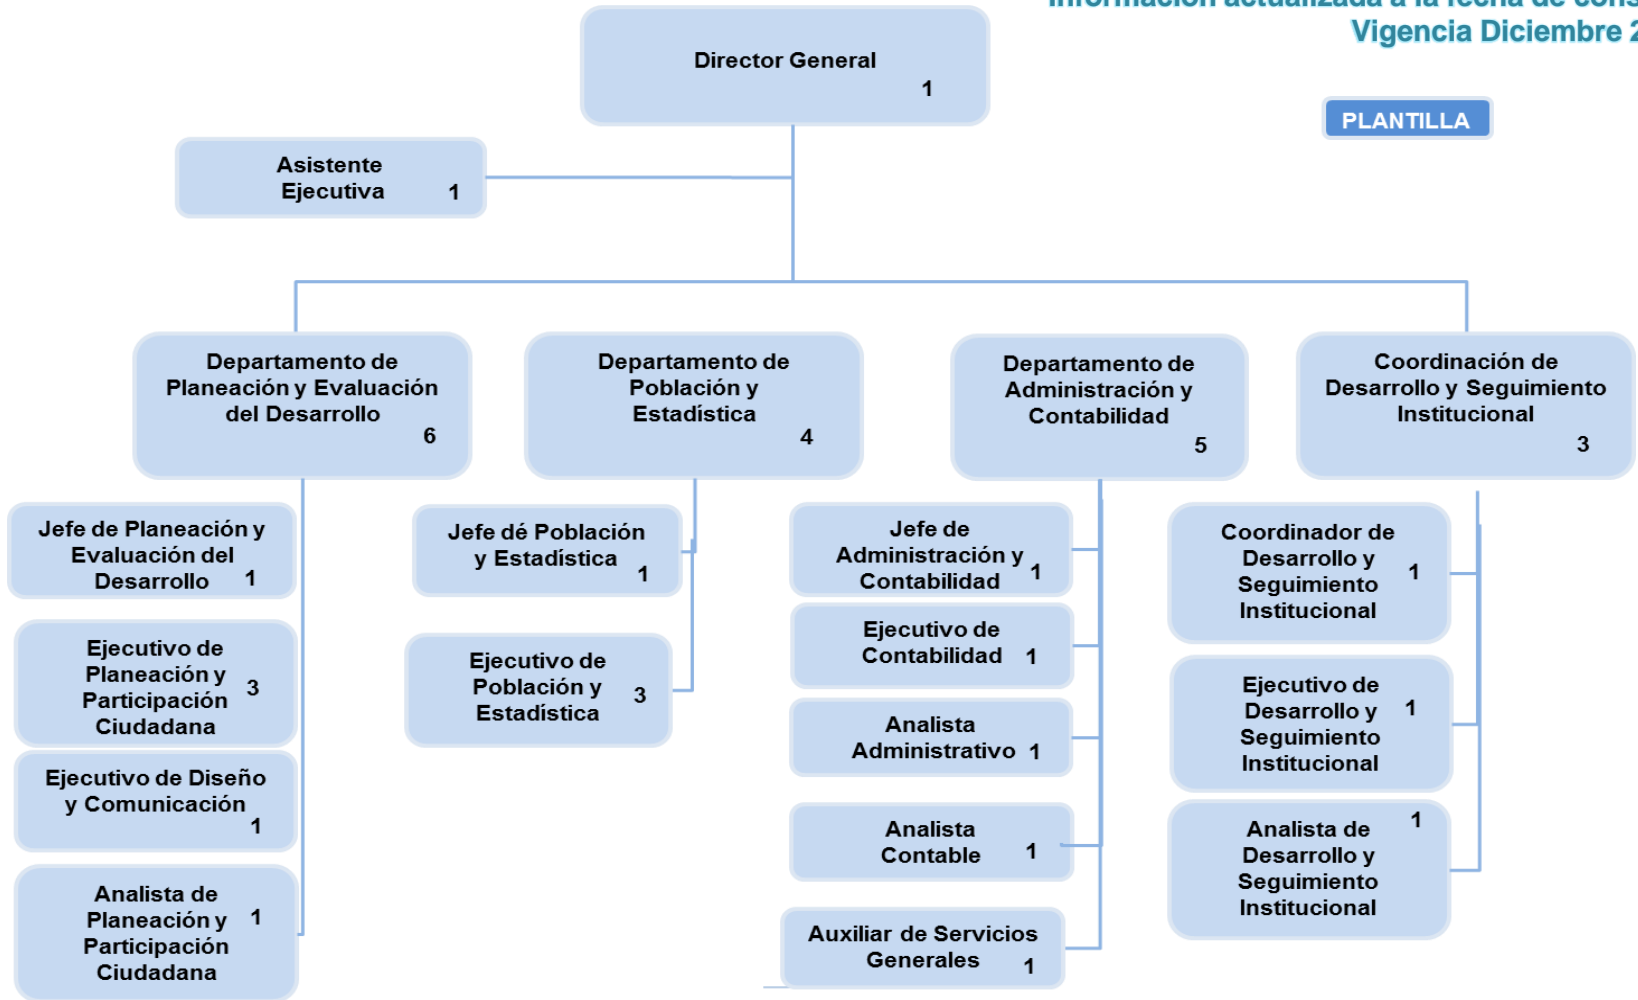 Información actualizada a la fecha de
Vigencia Diciembre
PLANTILLA
Director General
1
Asistente
Ejecutiva 1
Departamento de
Planeación y Evaluación
del Desarrollo
6
Departamento de
Población y
Estadística
4
Departamento de
Administración y
Contabilidad
5
Coordinación de
Desarrollo y Seguimiento
Institucional
3
Jefe de Planeación y
Evaluación del
Desarrollo 1
Ejecutivo de
Planeación y
Participación
Ciudadana
3
Ejecutivo de Diseño
y Comunicación
1
Analista de
Planeación y
Participación
Ciudadana
1
Jefe dé Población
y Estadística
1
Ejecutivo de
Población y
Estadística
3
Jefe de
Administración y
Contabilidad 1
Ejecutivo de
Contabilidad 1
Analista
Administrativo 1
Analista
Contable 1
Auxiliar de Servicios
Generales 1
Coordinador de
Desarrollo y
Seguimiento
Institucional
1
Ejecutivo de
Desarrollo y
Seguimiento
Institucional
1
Analista de
Desarrollo y
Seguimiento
Institucional
1